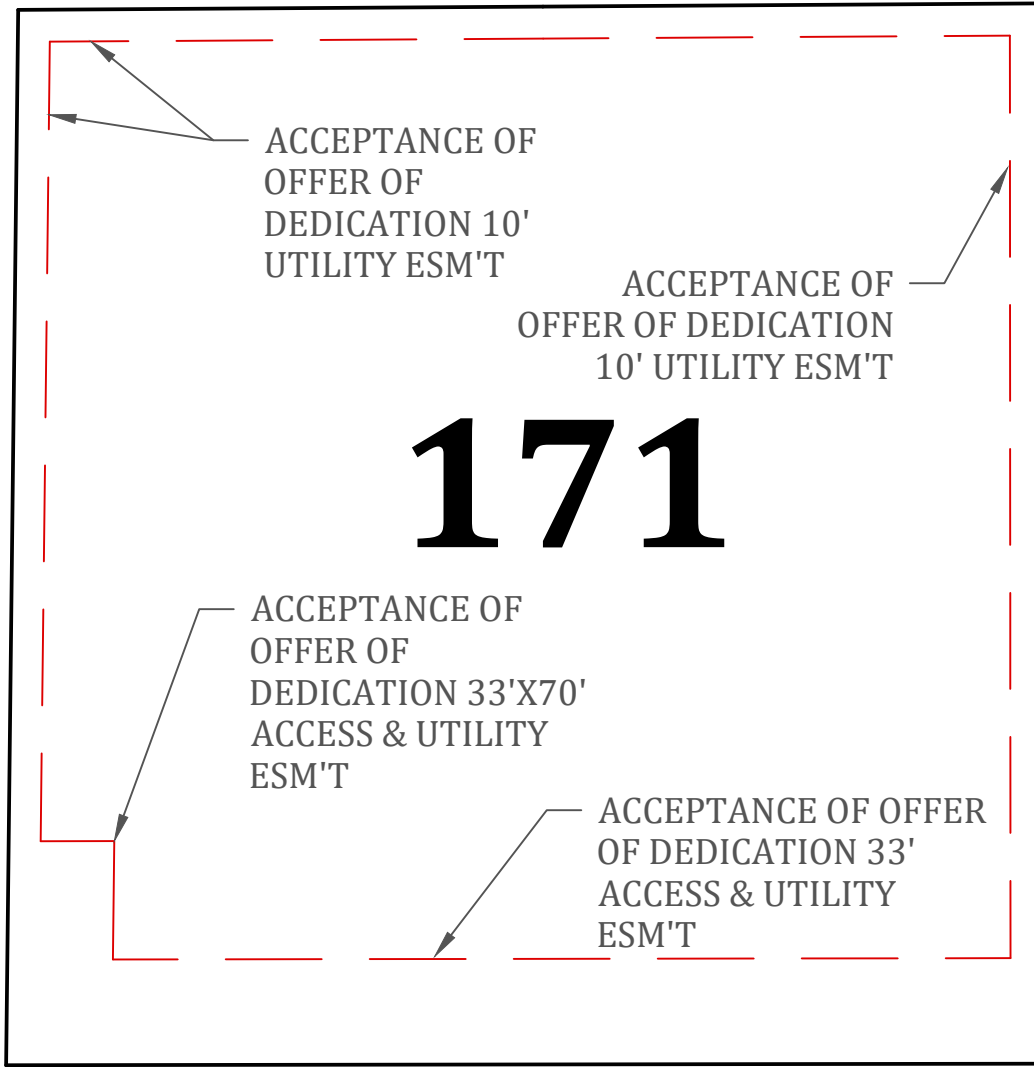 ACCEPTANCE OF
OFFER OF
DEDICATION 10'
UTILITY ESM'T
ACCEPTANCE OF
OFFER OF DEDICATION
10' UTILITY ESM'T
171
ACCEPTANCE OF
OFFER OF
DEDICATION 33'X70'
ACCESS & UTILITY
ESM'T
ACCEPTANCE OF OFFER
OF DEDICATION 33'
ACCESS & UTILITY
ESM'T